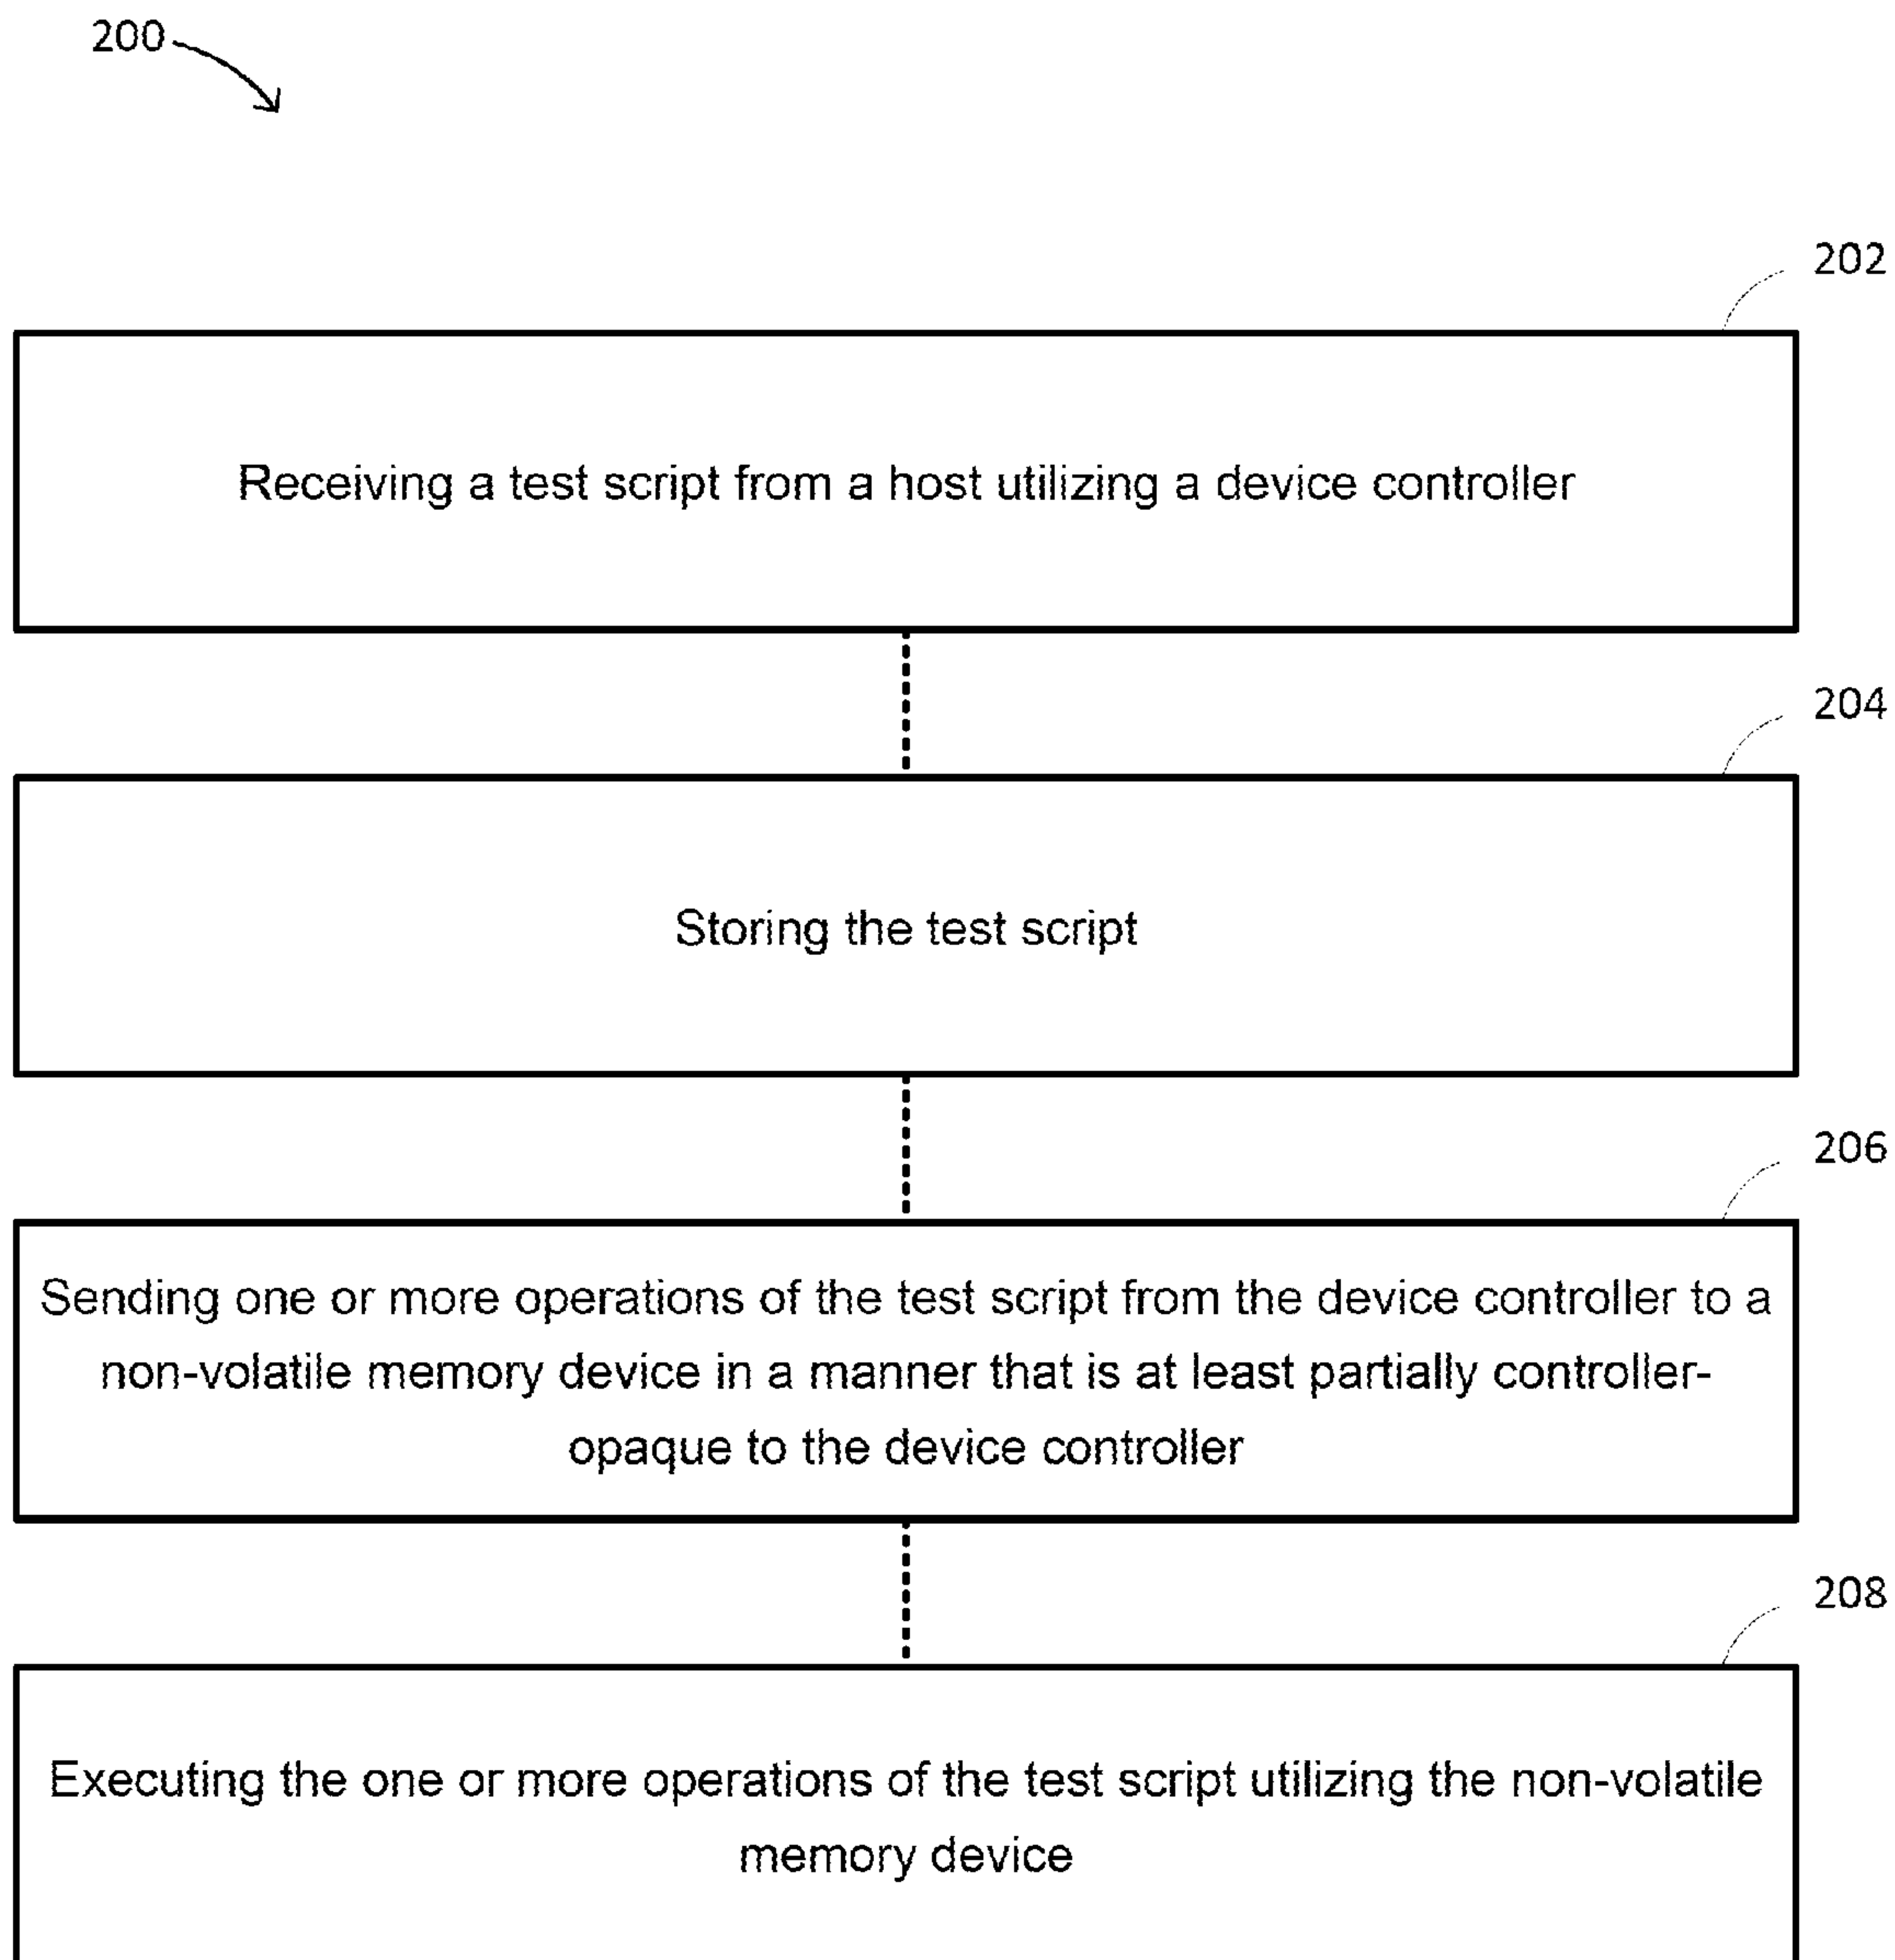 200
202
Receiving a test script from a host utilizing a device controller
204
Storing the test script
206
Sending one or more operations of the test script from the device controller to a
non-volatile memory device in a manner that is at least partially controller-
opaque to the device controller
208
Executing the one or more operations of the test script utilizing the non-volatile
memory device